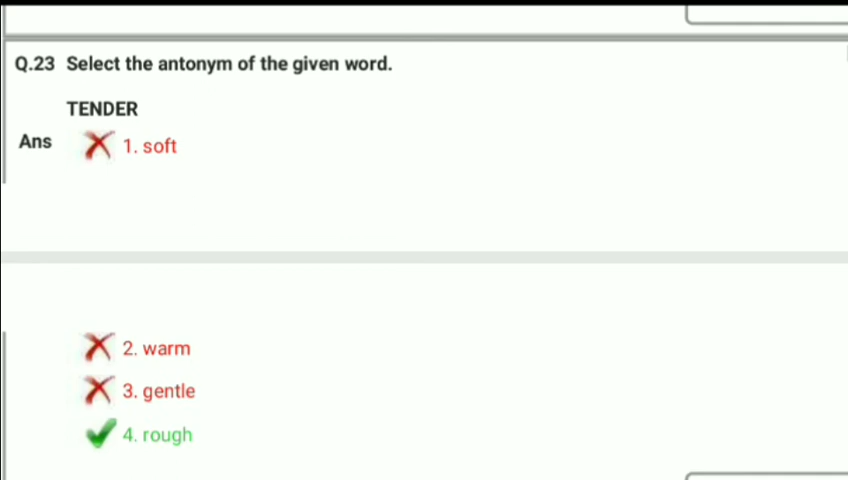 Q.23 Select the antonym of the given word.
TENDER
Ans 1. soft
2. warm
3. gentle
4. rough